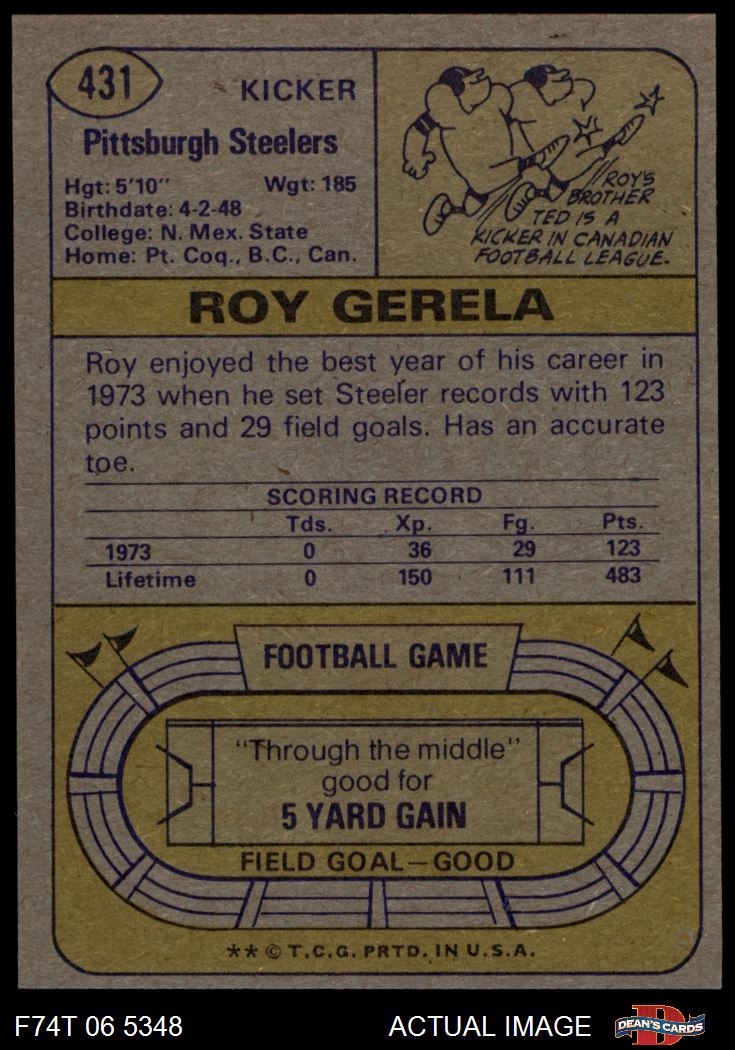 431
KICKER
Pittsburgh Steelers
Hgt: 5'10" Wgt: 185
Birthdate: 4-2-48
College: N. Mex. State
Home: Pt. Coq., B.C., Can.
ROY'S
BROTHER
TED IS A
KICKER IN CANADIAN
FOOTBALL LEAGUE.
ROY GERELA
Roy enjoyed the best year of his career in
1973 when he set Steeler records with 123
points and 29 field goals. Has an accurate
toe.
SCORING RECORD
Tds. Xp. Fg. Pts.
1973 0 36 29 123
Lifetime 0 150 111 483
FOOTBALL GAME
"Through the middle"
good for
5 YARD GAIN
FIELD GOAL—GOOD
** © T.C.G. PRTD. IN U.S.A.
F74T 06 5348 ACTUAL IMAGE D DEAN'S CARDS